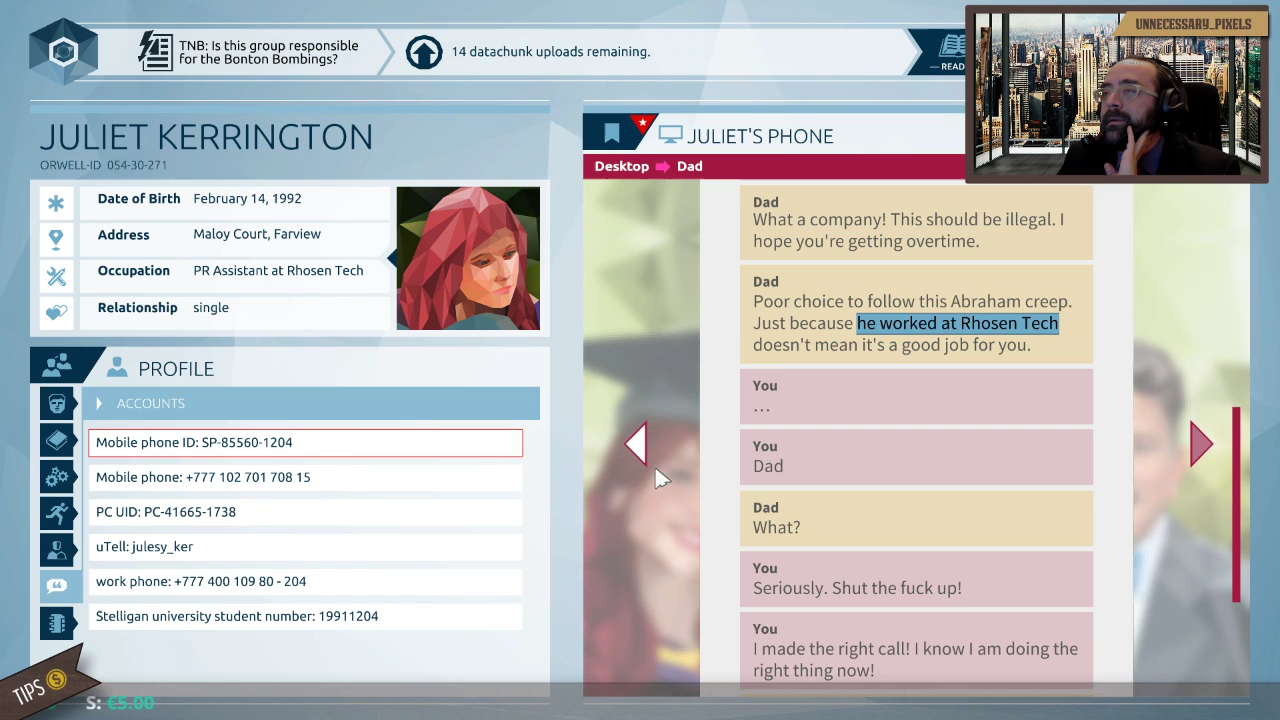 UNNECESSARY_PIXELS
TNB: Is this group responsible
for the Bonton Bombings?
14 datachunk uploads remaining.
— READ
JULIET KERRINGTON
ORWELL-ID 054-30-271
Date of Birth February 14, 1992
Address Maloy Court, Farview
Occupation PR Assistant at Rhosen Tech
Relationship single
PROFILE
ACCOUNTS
Mobile phone ID: SP-85560-1204
Mobile phone: +777 102 701 708 15
PC UID: PC-41665-1738
uTell: julesy_ker
work phone: +777 400 109 80 - 204
Stelligan university student number: 19911204
TIPS
S: €5.00
JULIET'S PHONE
Desktop Dad
Dad
What a company! This should be illegal. I
hope you're getting overtime.
Dad
Poor choice to follow this Abraham creep.
Just because he worked at Rhosen Tech
doesn't mean it's a good job for you.
You
...
You
Dad
Dad
What?
You
Seriously. Shut the fuck up!
You
I made the right call! I know I am doing the
right thing now!